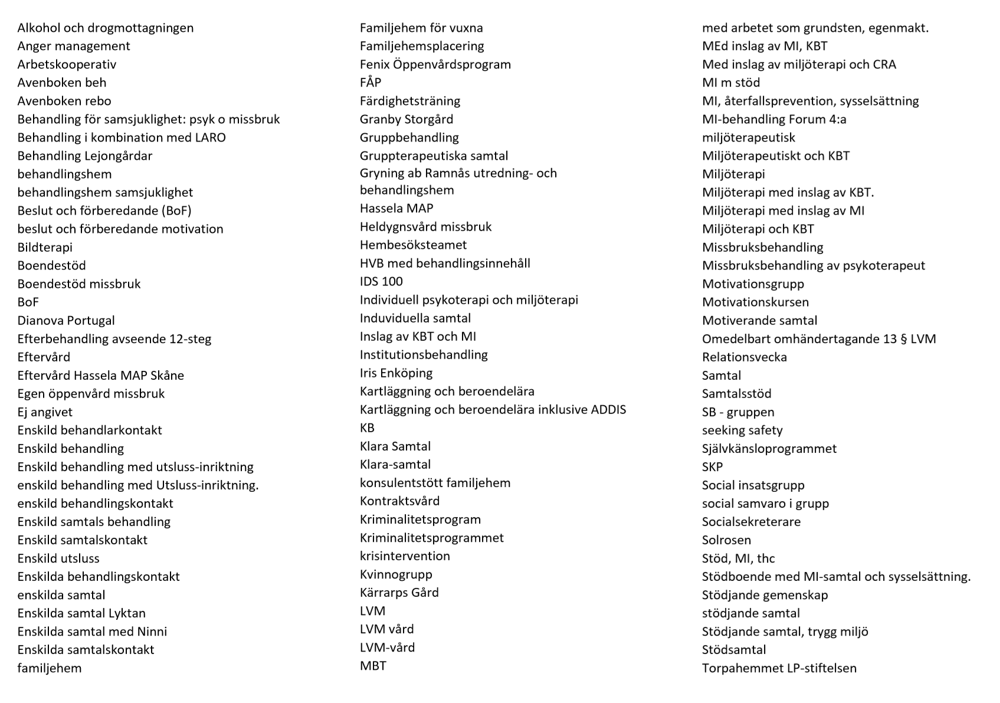 Alkohol och drogmottagningen
Anger management
Arbetskooperativ
Avenboken beh
Avenboken rebo
Behandling för samsjuklighet: psyk o missbruk
Behandling i kombination med LARO
Behandling Lejongårdar
behandlingshem
behandlingshem samsjuklighet
Beslut och förberedande (BoF)
beslut och förberedande motivation
Bildterapi
Boendestöd
Boendestöd missbruk
BoF
Dianova Portugal
Efterbehandling avseende 12-steg
Eftervård
Eftervård Hassela MAP Skåne
Egen öppenvård missbruk
Ej angivet
Enskild behandlarkontakt
Enskild behandling
Enskild behandling med utsluss-inriktning
enskild behandling med Utsluss-inriktning.
enskild behandlingskontakt
Enskild samtals behandling
Enskild samtalskontakt
Enskild utsluss
Enskilda behandlingskontakt
enskilda samtal
Enskilda samtal Lyktan
Enskilda samtal med Ninni
Enskilda samtalskontakt
familjehem
Familjehem för vuxna
Familjehemsplacering
Fenix Öppenvårdsprogram
FÅP
Färdighetsträning
Granby Storgård
Gruppbehandling
Gruppterapeutiska samtal
Gryning ab Ramnås utredning- och
behandlingshem
Hassela MAP
Heldygnsvård missbruk
Hembesöksteamet
HVB med behandlingsinnehåll
IDS 100
Individuell psykoterapi och miljöterapi
Induviduella samtal
Inslag av KBT och MI
Institutionsbehandling
Iris Enköping
Kartläggning och beroendelära
Kartläggning och beroendelära inklusive ADDIS
KB
Klara Samtal
Klara-samtal
konsulentstött familjehem
Kontraktsvård
Kriminalitetsprogram
Kriminalitetsprogrammet
krisintervention
Kvinnogrupp
Kärrarps Gård
LVM
LVM vård
LVM-vård
MBT
med arbetet som grundsten, egenmakt.
MEd inslag av MI, KBT
Med inslag av miljöterapi och CRA
MI m stöd
MI, återfallsprevention, sysselsättning
MI-behandling Forum 4:a
miljöterapeutisk
Miljöterapeutiskt och KBT
Miljöterapi
Miljöterapi med inslag av KBT.
Miljöterapi med inslag av MI
Miljöterapi och KBT
Missbruksbehandling
Missbruksbehandling av psykoterapeut
Motivationsgrupp
Motivationskursen
Motiverande samtal
Omedelbart omhändertagande 13 § LVM
Relationsvecka
Samtal
Samtalsstöd
SB - gruppen
seeking safety
Självkänsloprogrammet
SKP
Social insatsgrupp
social samvaro i grupp
Socialsekreterare
Solrosen
Stöd, MI, thc
Stödboende med MI-samtal och sysselsättning.
Stödjande gemenskap
stödjande samtal
Stödjande samtal, trygg miljö
Stödsamtal
Torpahemmet LP-stiftelsen